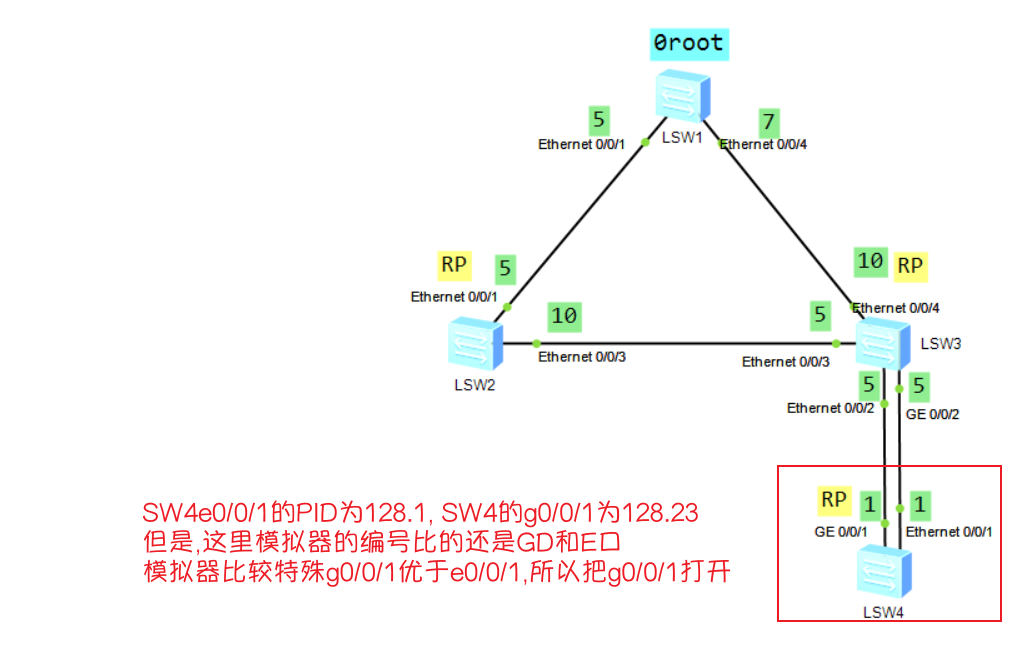 0root
LSW1
5
7
Ethernet 0/0/1
Ethernet 0/0/4
RP
5
10
RP
Ethernet 0/0/1
Ethernet 0/0/4
10
5
LSW2
Ethernet 0/0/3
Ethernet 0/0/3
LSW3
5
5
Ethernet 0/0/2
GE 0/0/2
RP
1
1
GE 0/0/1
Ethernet 0/0/1
LSW4
SW4e0/0/1的PID为128.1, SW4的g0/0/1为128.23
但是,这里模拟器的编号比的还是GD和E口
模拟器比较特殊g0/0/1优于e0/0/1,所以把g0/0/1打开